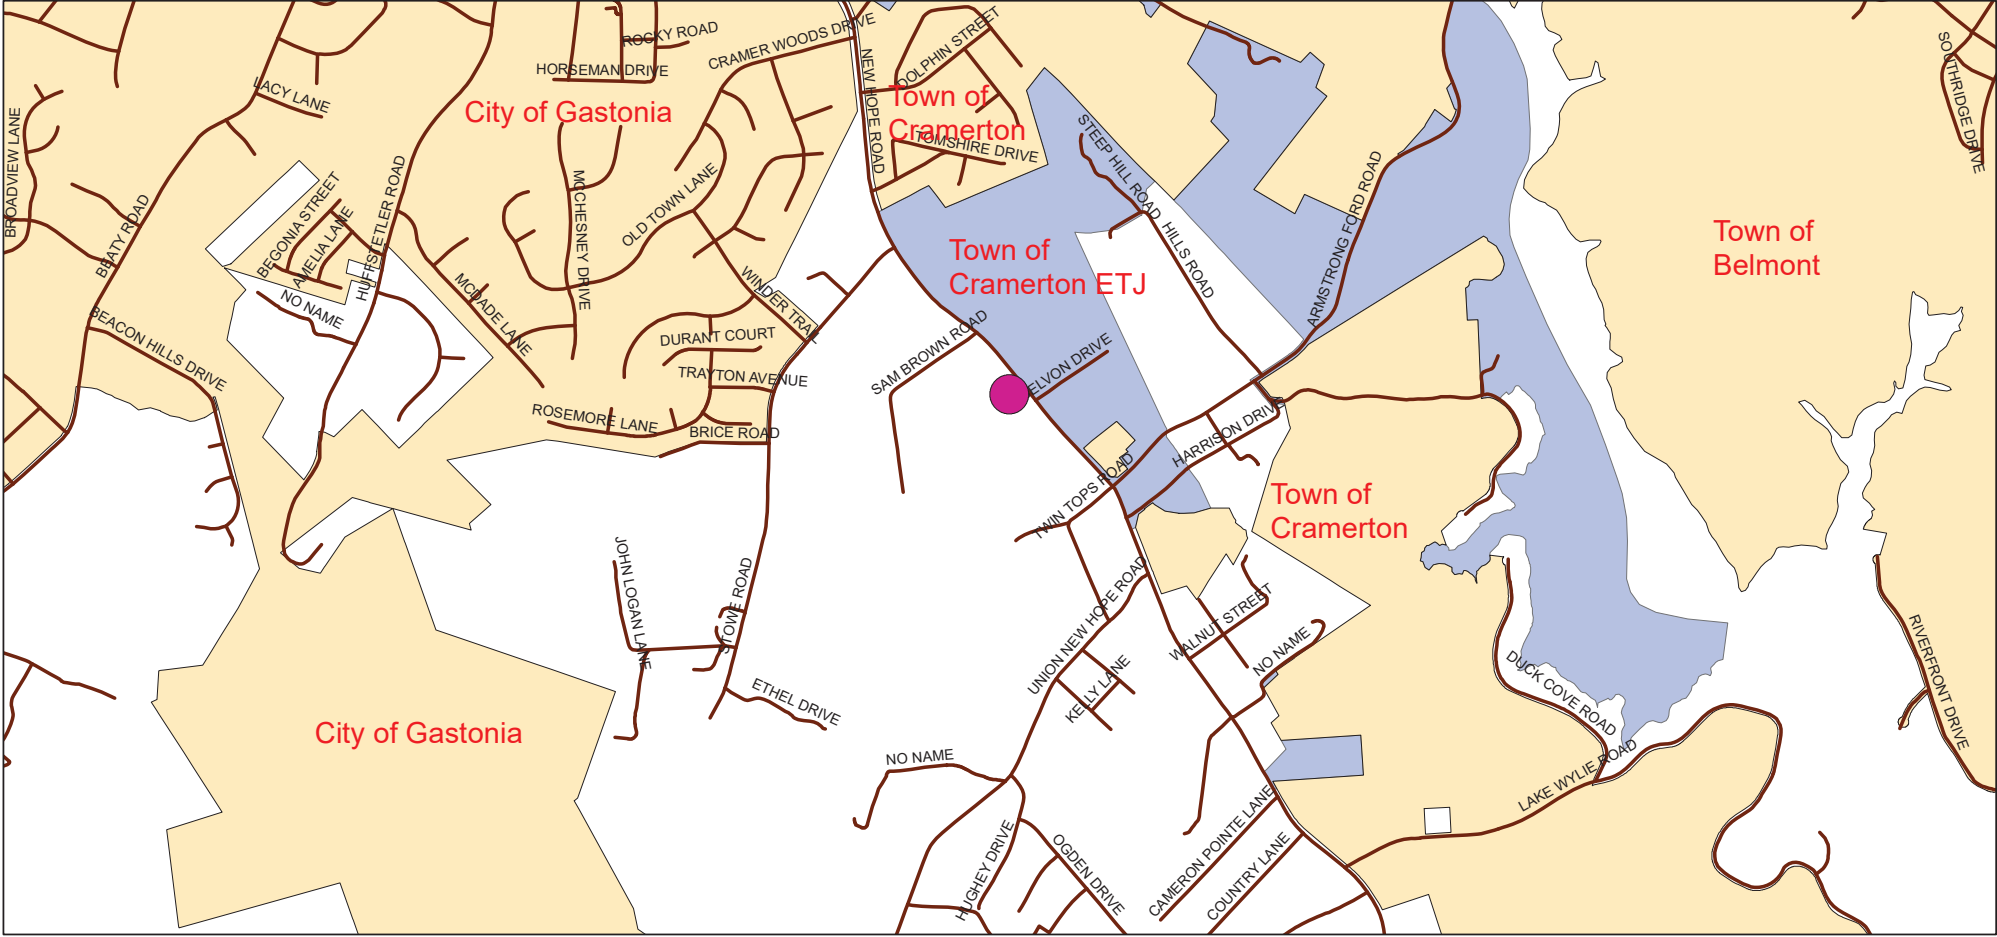 ROCKY ROAD
CRAMER WOODS DRIVE
HORSEMAN DRIVE
LACY LANE
City of Gastonia
NEW HOPE ROAD
DOLPHIN STREET
Town of
Cramerton
TOMSHIRE DRIVE
SOUTHRIDGE DRIVE
BROADVIEW LANE
BEATY ROAD
BEGONIA STREET
AMELIA LANE
HUFFSTETLER ROAD
NO NAME
MCCHESNEY DRIVE
OLD TOWN LANE
STEEP HILL ROAD
HILLS ROAD
ARMSTRONG FORD ROAD
Town of
Cramerton ETJ
Town of
Belmont
BEACON HILLS DRIVE
MCDADE LANE
WINDER TRAIL
DURANT COURT
TRAYTON AVENUE
ROSEMORE LANE
BRICE ROAD
SAM BROWN ROAD
ELVON DRIVE
HARRISON DRIVE
TWIN TOPS ROAD
Town of
Cramerton
JOHN LOGAN LANE
STOWE ROAD
ETHEL DRIVE
City of Gastonia
UNION NEW HOPE ROAD
KELLY LANE
WALNUT STREET
NO NAME
DUCK COVE ROAD
RIVERFRONT DRIVE
LAKE WYLIE ROAD
NO NAME
HUGHEY DRIVE
OGDEN DRIVE
CAMERON POINTE LANE
COUNTRY LANE